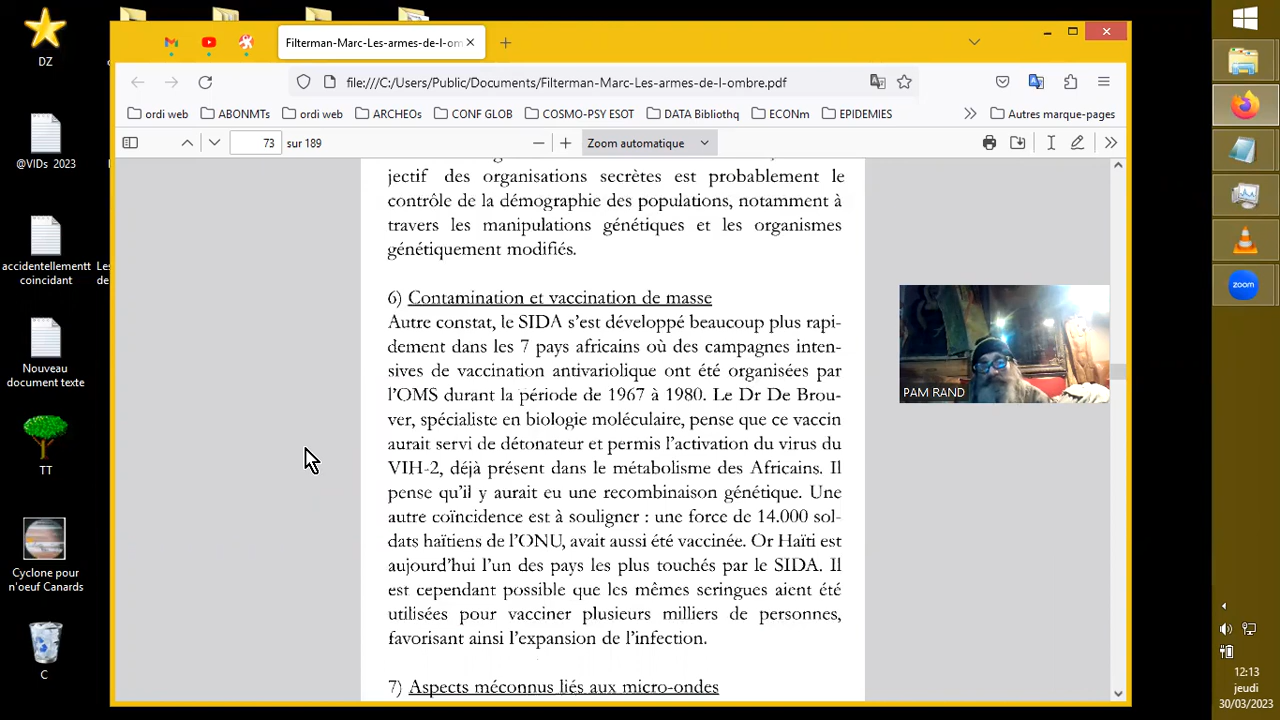 DZ
@VIDs 2023
accidentellementt
coincidant
Nouveau
document texte
TT
Cyclone pour
n'oeuf Canards
C
Filterman-Marc-Les-armes-de-l-om
file:///C:/Users/Public/Documents/Filterman-Marc-Les-armes-de-l-ombre.pdf
ordi web
ABONMTs
ordi web
ARCHEOs
CONF GLOB
COSMO-PSY ESOT
DATA Bibliothq
ECONm
EPIDEMIES
Autres marque-pages
73 sur 189
Zoom automatique
jectif des organisations secrètes est probablement le
contrôle de la démographie des populations, notamment à
travers les manipulations génétiques et les organismes
génétiquement modifiés.
6) Contamination et vaccination de masse
Autre constat, le SIDA s'est développé beaucoup plus rapi-
dement dans les 7 pays africains où des campagnes inten-
sives de vaccination antivariolique ont été organisées par
l'OMS durant la période de 1967 à 1980. Le Dr De Brou-
ver, spécialiste en biologie moléculaire, pense que ce vaccin
aurait servi de détonateur et permis l'activation du virus du
VIH-2, déjà présent dans le métabolisme des Africains. Il
pense qu'il y aurait eu une recombinaison génétique. Une
autre coïncidence est à souligner : une force de 14.000 sol-
dats haïtiens de l'ONU, avait aussi été vaccinée. Or Haïti est
aujourd'hui l'un des pays les plus touchés par le SIDA. Il
est cependant possible que les mêmes seringues aient été
utilisées pour vacciner plusieurs milliers de personnes,
favorisant ainsi l'expansion de l'infection.
7) Aspects méconnus liés aux micro-ondes
PAM RAND
zoom
12:13
jeudi
30/03/2023